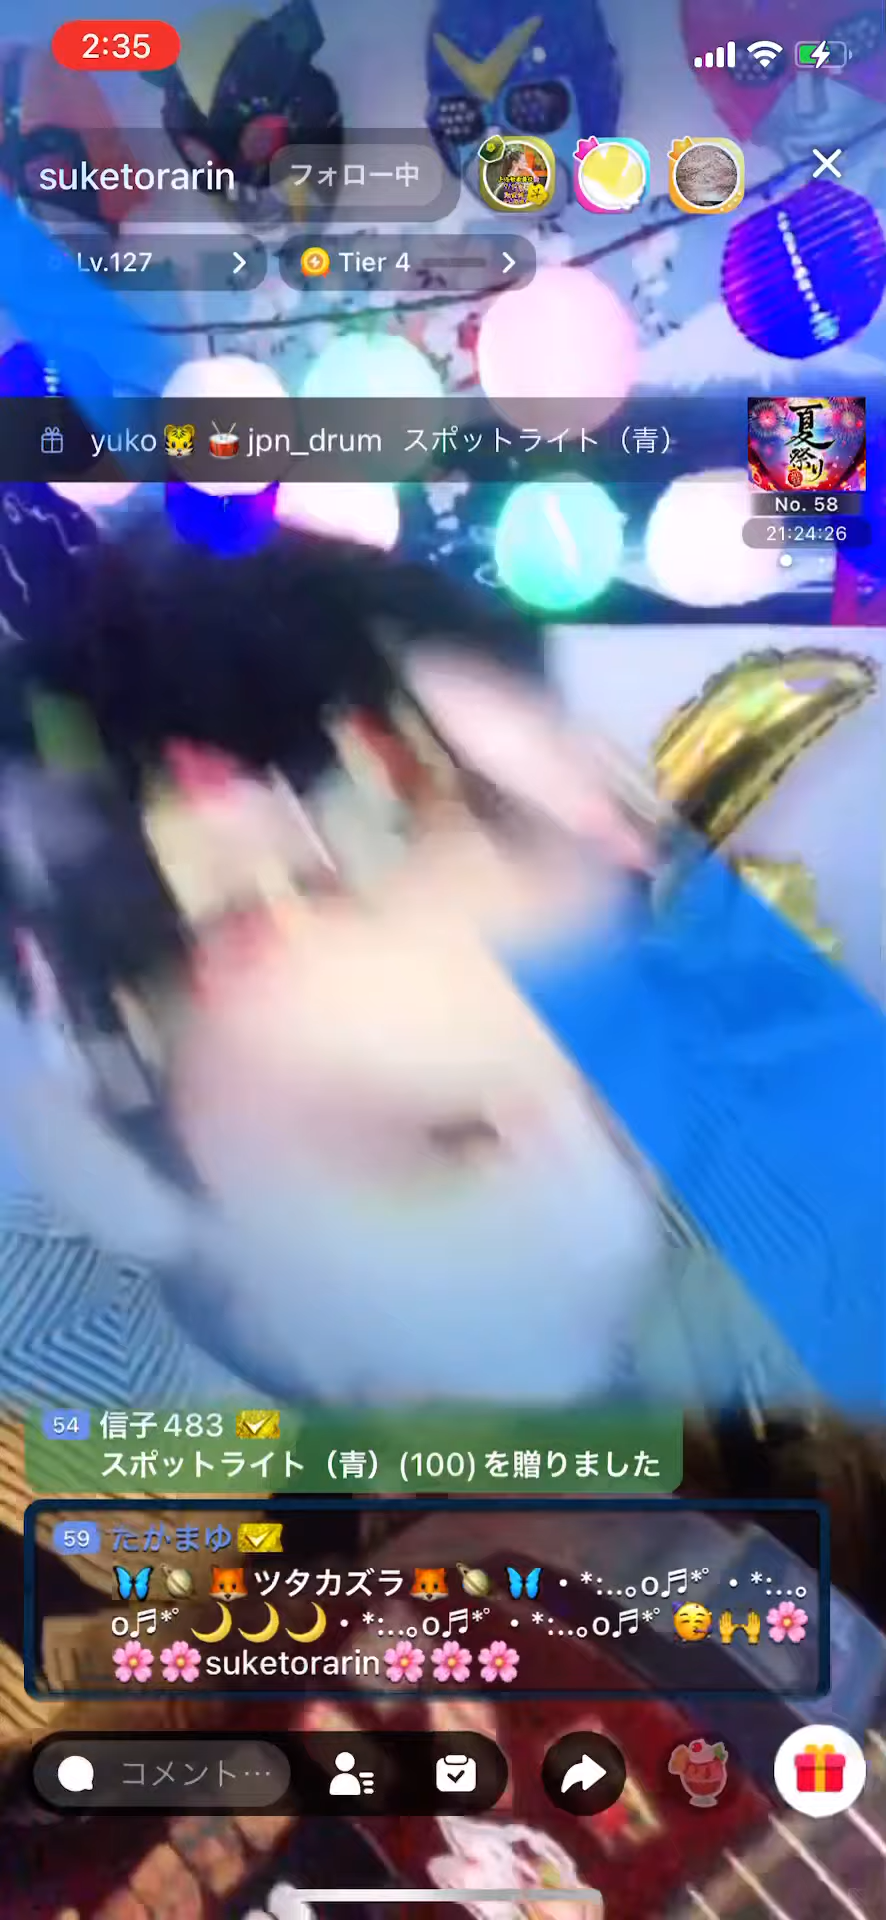 2:35
suketorarin フォロー中
Lv.127
Tier 4
yuko🐯🥁jpn_drum スポットライト（青）
夏祭り
No. 58
21:24:26
54 信子483
スポットライト（青）(100)を贈りました
59 たかまゆ
🦋🪐🦊ツタカズラ🦊🪐🦋・*:..｡o♬*ﾟ・*:..｡
o♬*ﾟ🌙🌙🌙・*:..｡o♬*ﾟ・*:..｡o♬*ﾟ🥳🙌🌸
🌸🌸suketorarin🌸🌸🌸
コメント…